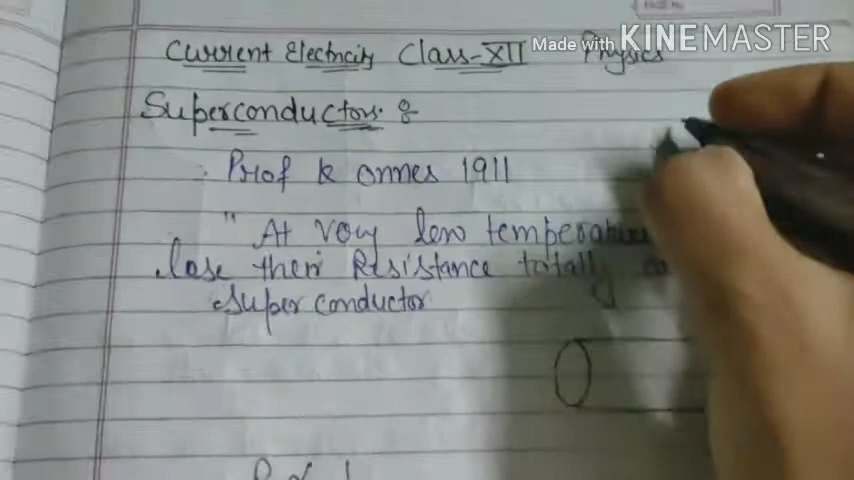 Made with KINEMASTER
Current Electricity Class-XII Physics
Superconductors :
Prof K onnes 1911
" At very low temperature
lose their Resistance totally
Super conductor